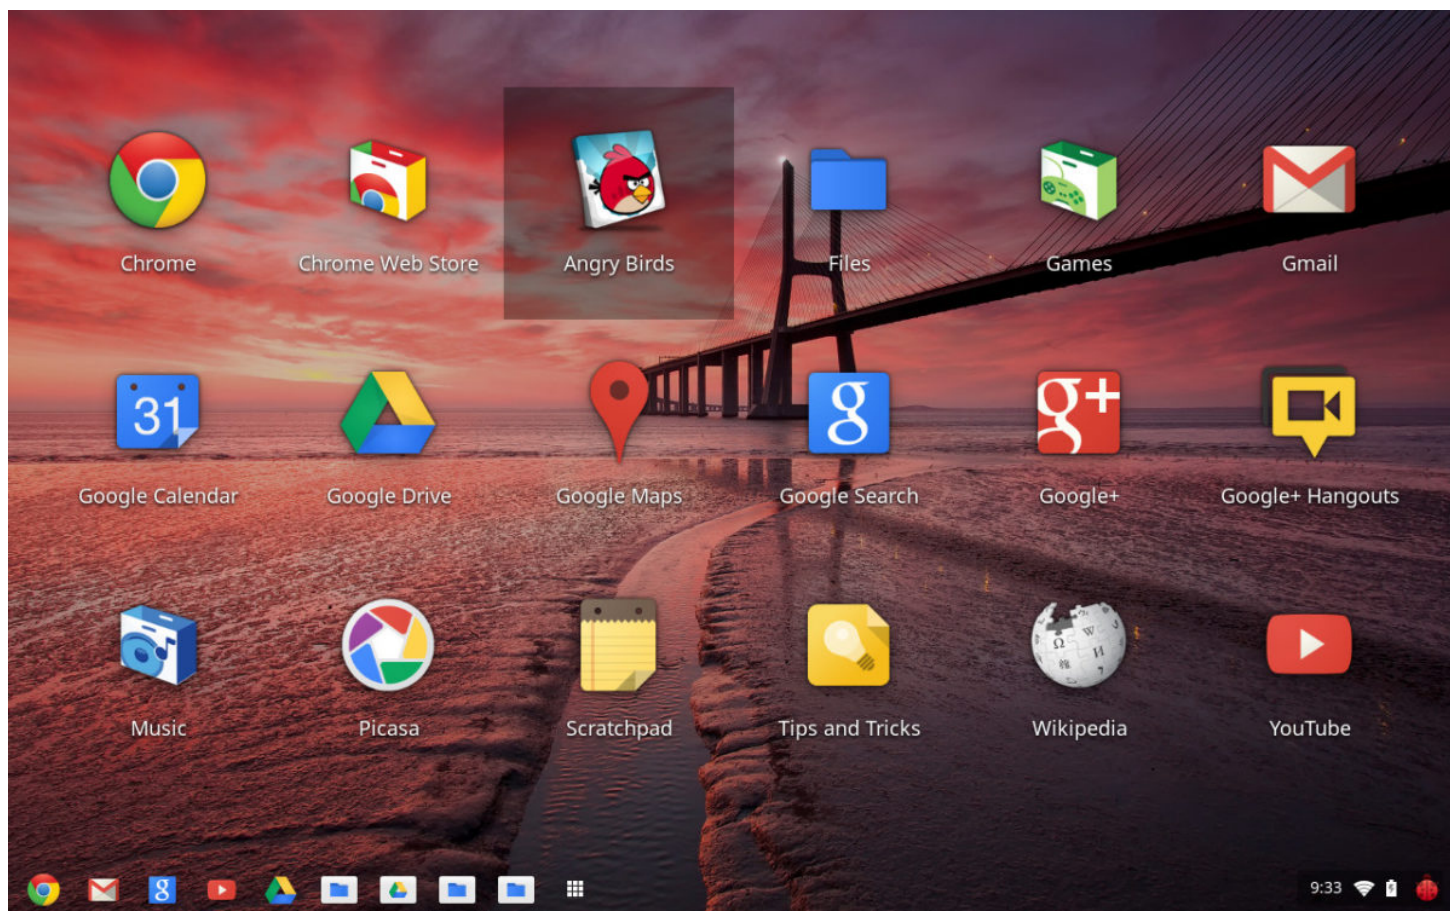 Chrome
Chrome Web Store
Angry Birds
Files
Games
Gmail
31
g
g+
Google Calendar
Google Drive
Google Maps
Google Search
Google+
Google+ Hangouts
Ω W И
Music
Picasa
Scratchpad
Tips and Tricks
Wikipedia
YouTube
g
9:33